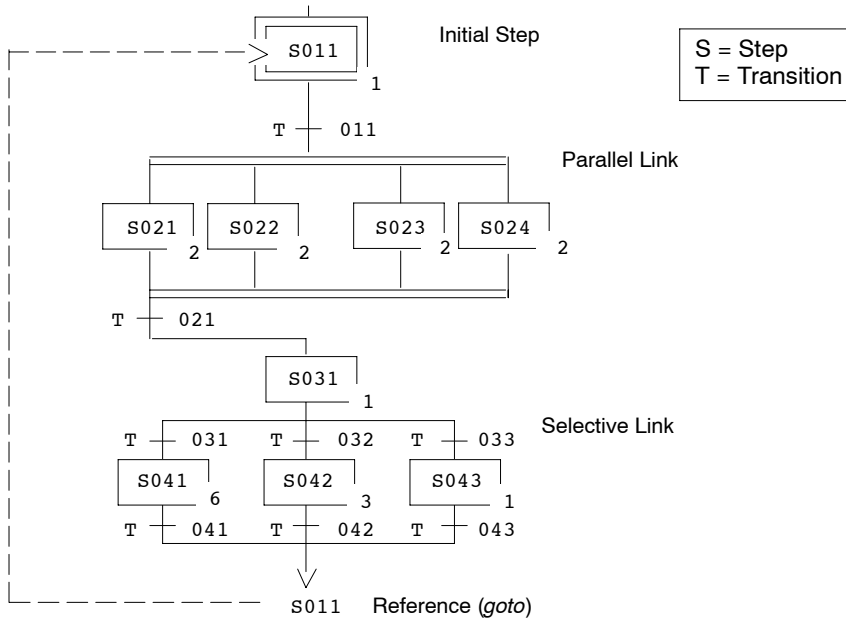 S011
1
Initial Step
S = Step
T = Transition
T 011
Parallel Link
S021
2
S022
2
S023
2
S024
2
T 021
S031
1
Selective Link
T 031
T 032
T 033
S041
6
S042
3
S043
1
T 041
T 042
T 043
S011 Reference (goto)